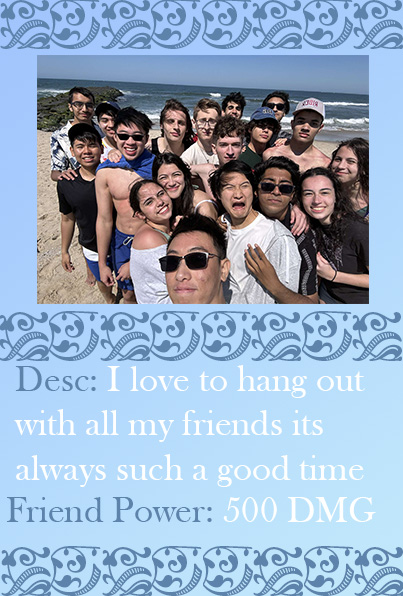 Desc: I love to hang out
with all my friends its
always such a good time
Friend Power: 500 DMG